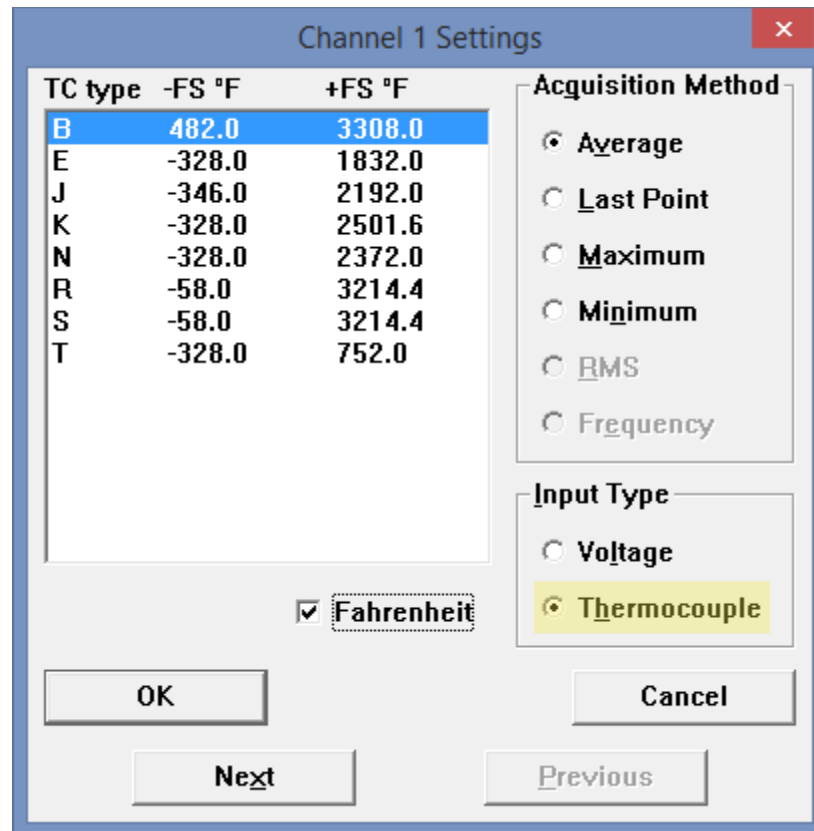 Channel 1 Settings
TC type -FS °F +FS °F
B 482.0 3308.0
E -328.0 1832.0
J -346.0 2192.0
K -328.0 2501.6
N -328.0 2372.0
R -58.0 3214.4
S -58.0 3214.4
T -328.0 752.0
Fahrenheit
Acquisition Method
Average
Last Point
Maximum
Minimum
RMS
Frequency
Input Type
Voltage
Thermocouple
OK
Cancel
Next
Previous